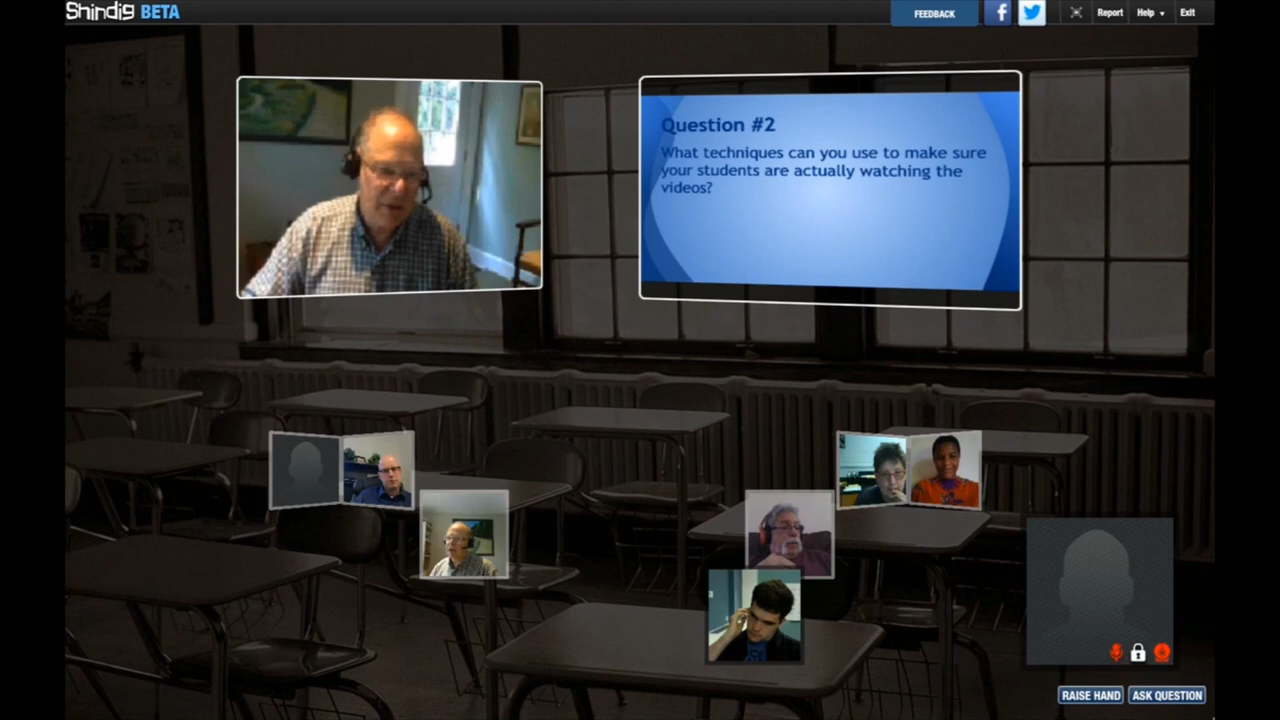 Shindig BETA
FEEDBACK
Report
Help
Exit
Question #2
What techniques can you use to make sure
your students are actually watching the
videos?
RAISE HAND
ASK QUESTION